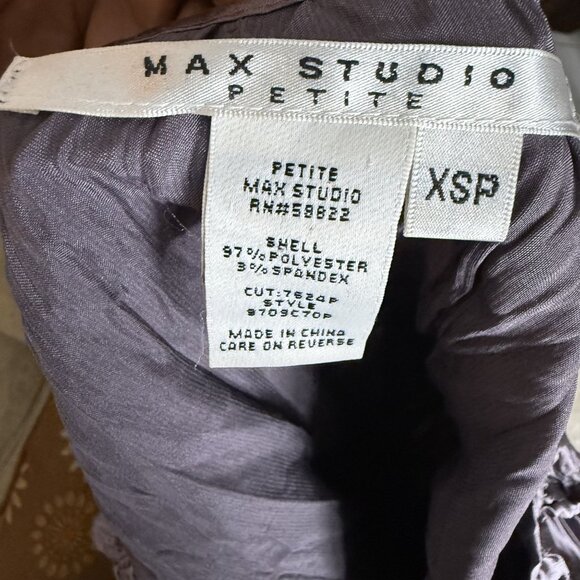 MAX STUDIO
PETITE
PETITE
MAX STUDIO
RN#59822
SHELL
97% POLYESTER
3% SPANDEX
CUT:7624P
STYLE
9709C70P
MADE IN CHINA
CARE ON REVERSE
XSP